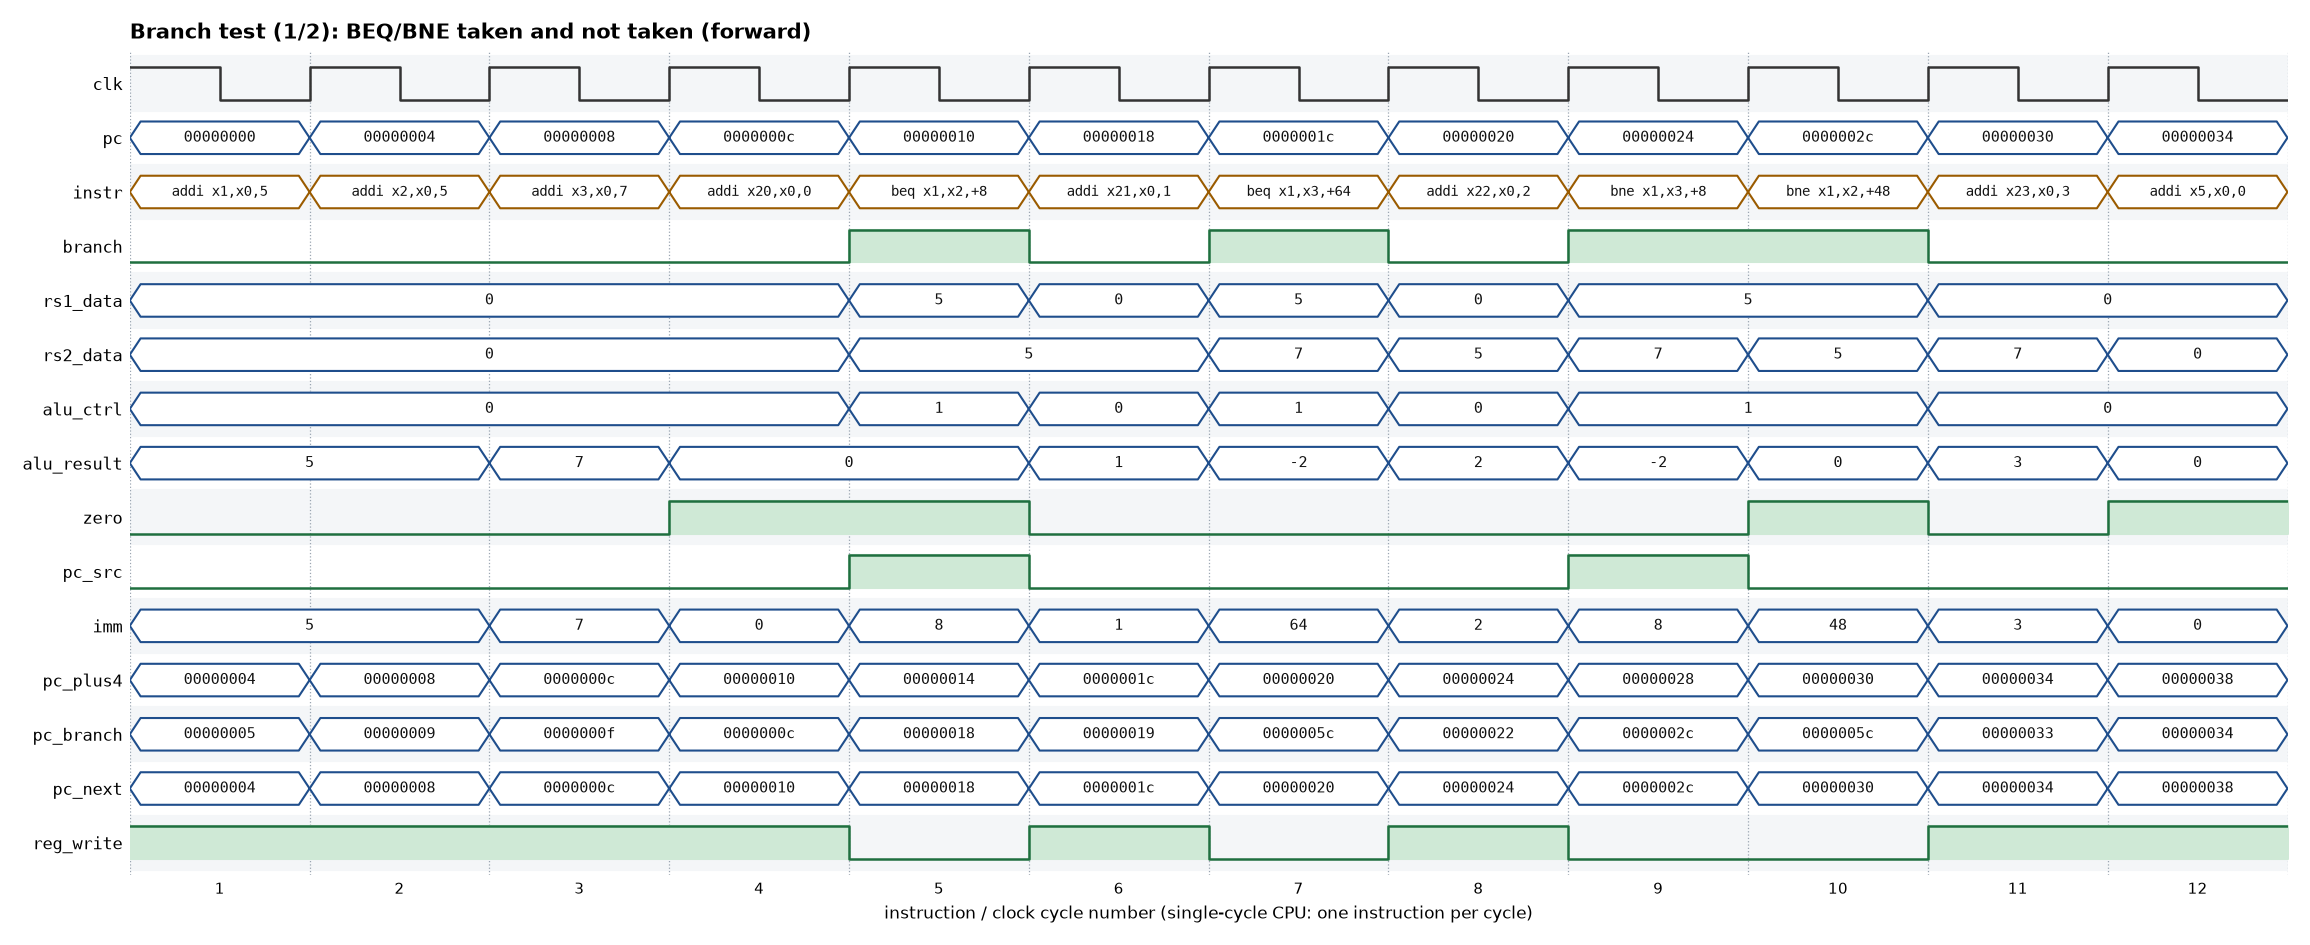 Branch test (1/2): BEQ/BNE taken and not taken (forward)
clk
pc 00000000 00000004 00000008 0000000c 00000010 00000018 0000001c 00000020 00000024 0000002c 00000030 00000034
instr addi x1,x0,5 addi x2,x0,5 addi x3,x0,7 addi x20,x0,0 beq x1,x2,+8 addi x21,x0,1 beq x1,x3,+64 addi x22,x0,2 bne x1,x3,+8 bne x1,x2,+48 addi x23,x0,3 addi x5,x0,0
branch
rs1_data 0 5 0 5 0 5 0
rs2_data 0 5 7 5 7 5 7 0
alu_ctrl 0 1 0 1 0 1 0
alu_result 5 7 0 1 -2 2 -2 0 3 0
zero
pc_src
imm 5 7 0 8 1 64 2 8 48 3 0
pc_plus4 00000004 00000008 0000000c 00000010 00000014 0000001c 00000020 00000024 00000028 00000030 00000034 00000038
pc_branch 00000005 00000009 0000000f 0000000c 00000018 00000019 0000005c 00000022 0000002c 0000005c 00000033 00000034
pc_next 00000004 00000008 0000000c 00000010 00000018 0000001c 00000020 00000024 0000002c 00000030 00000034 00000038
reg_write
1 2 3 4 5 6 7 8 9 10 11 12
instruction / clock cycle number (single-cycle CPU: one instruction per cycle)